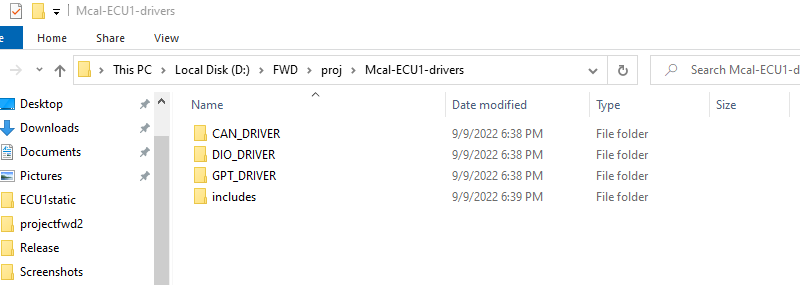 Mcal-ECU1-drivers
Home Share View
This PC > Local Disk (D:) > FWD > proj > Mcal-ECU1-drivers Search Mcal-ECU1-d
Desktop
Downloads
Documents
Pictures
ECU1static
projectfwd2
Release
Screenshots
Name Date modified Type Size
CAN_DRIVER 9/9/2022 6:38 PM File folder
DIO_DRIVER 9/9/2022 6:38 PM File folder
GPT_DRIVER 9/9/2022 6:38 PM File folder
includes 9/9/2022 6:39 PM File folder